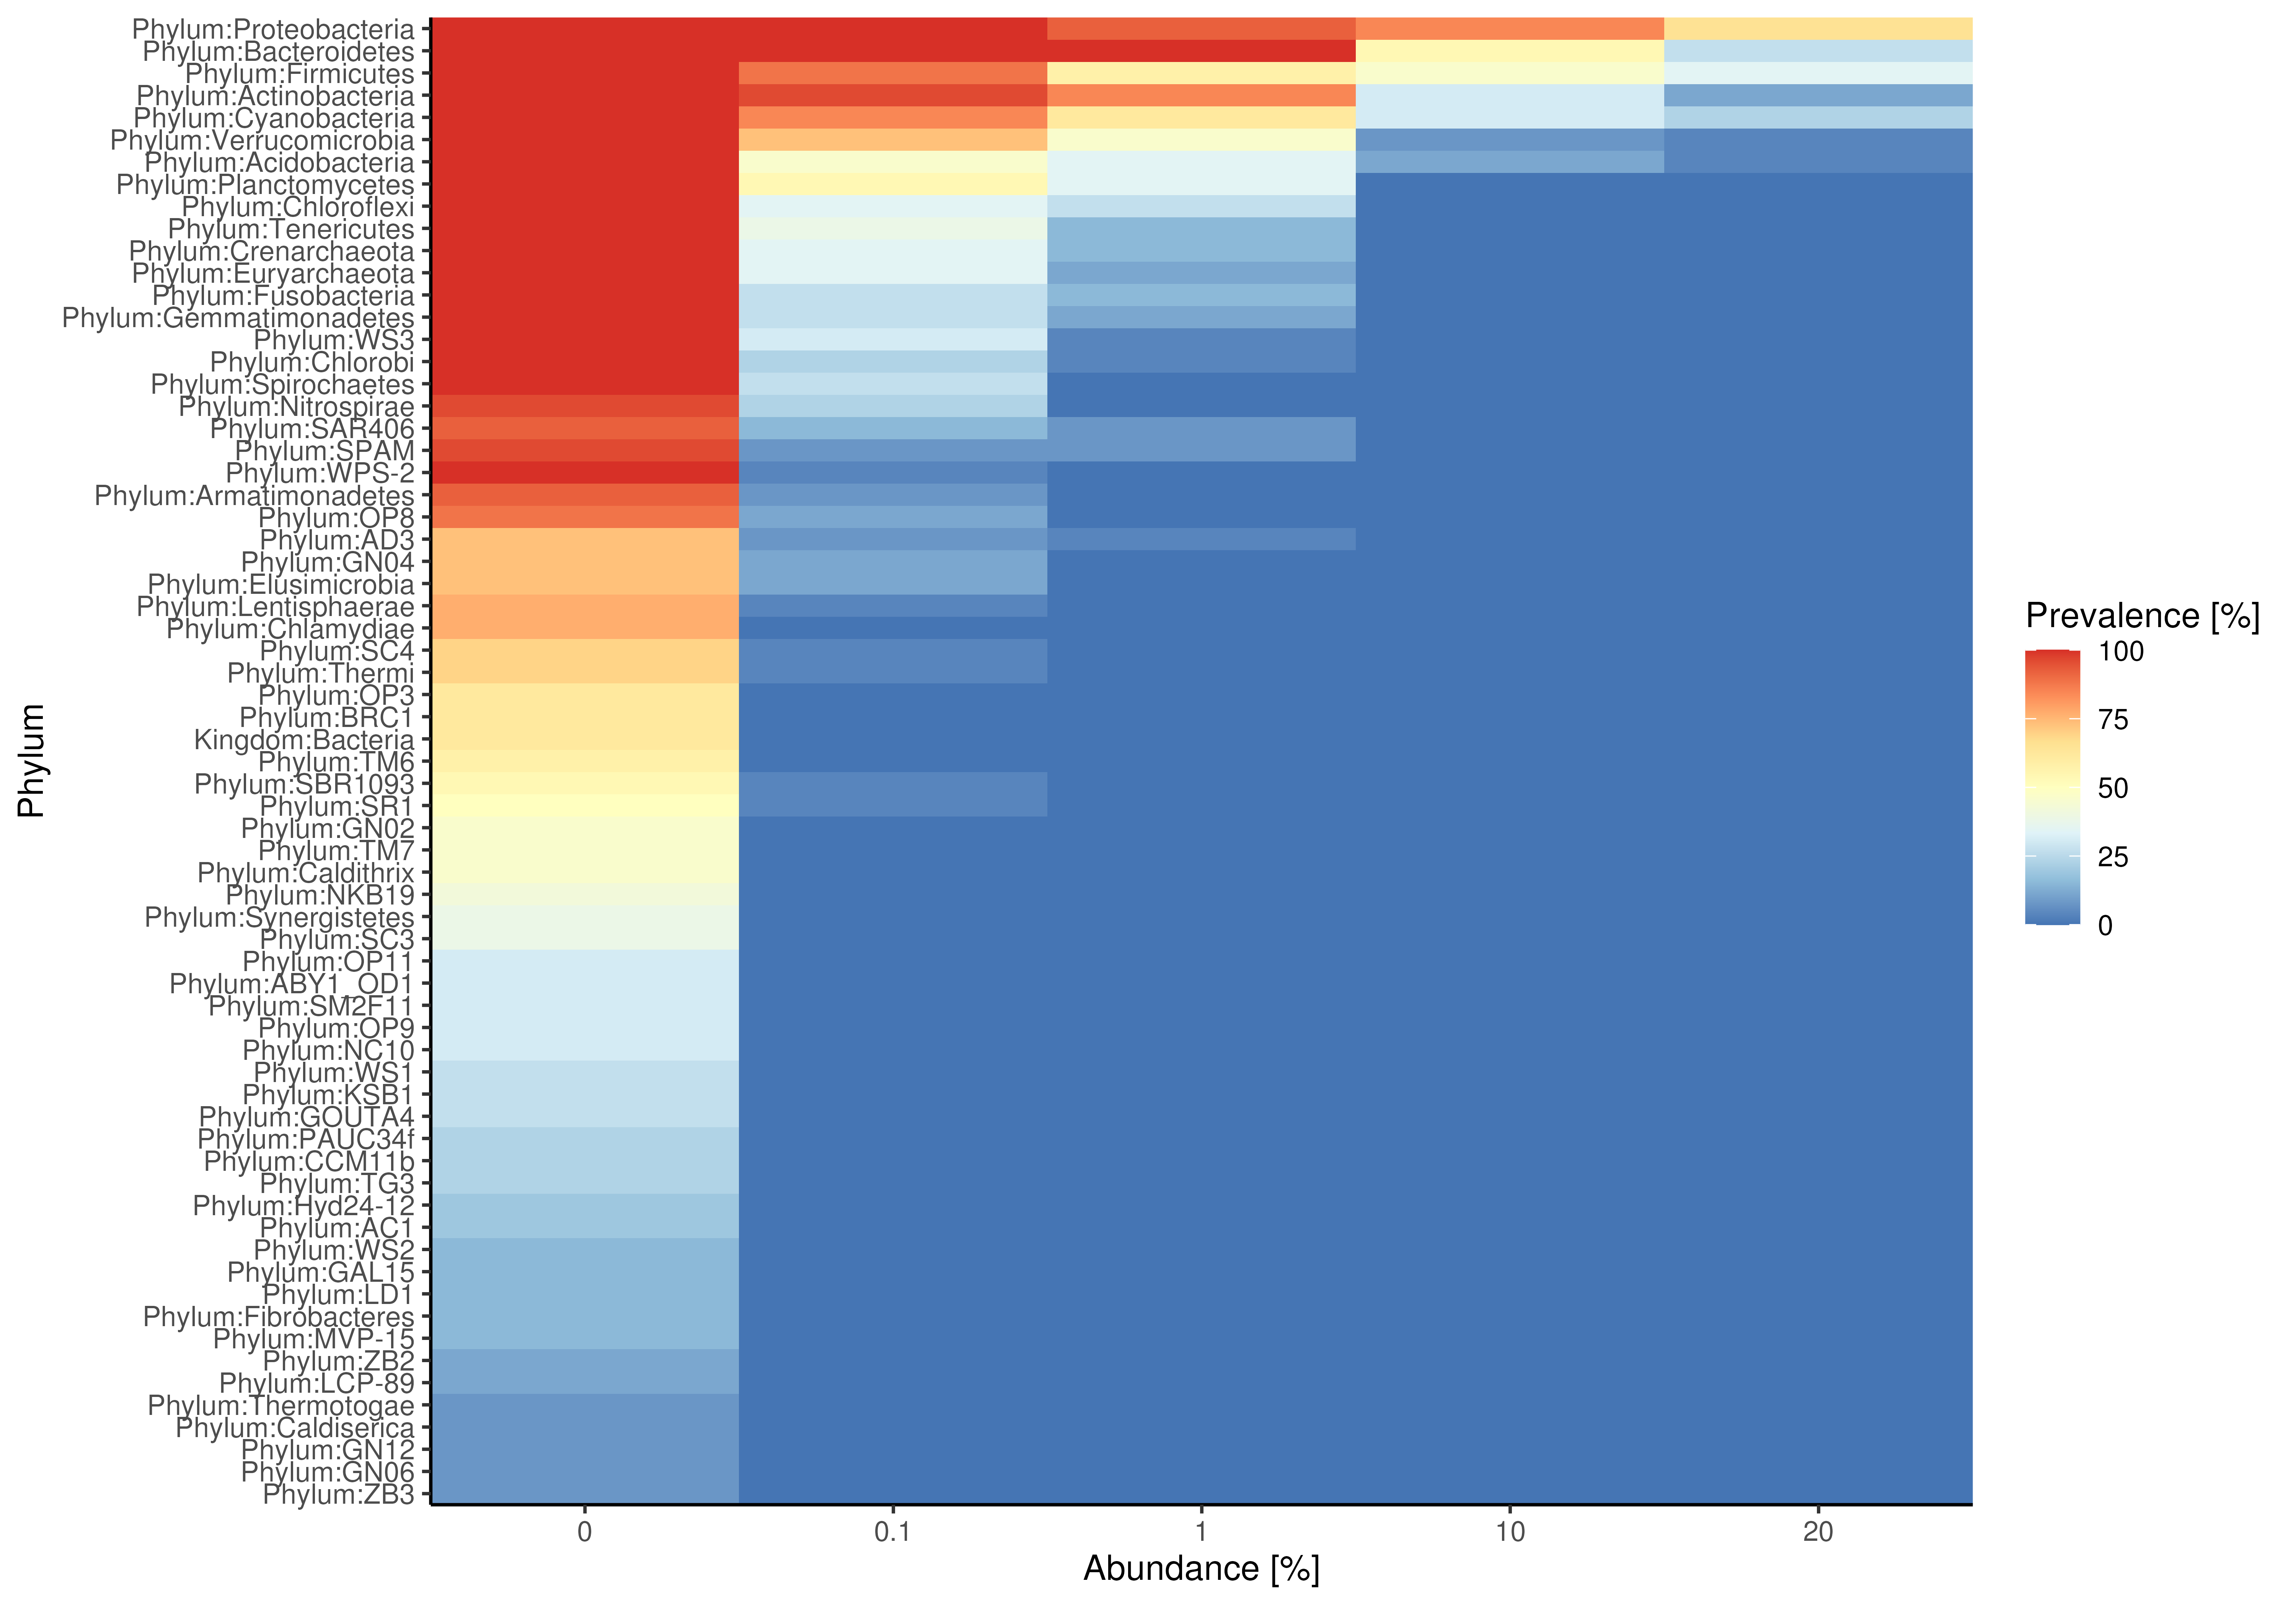 Phylum:Proteobacteria
Phylum:Bacteroidetes
Phylum:Firmicutes
Phylum:Actinobacteria
Phylum:Cyanobacteria
Phylum:Verrucomicrobia
Phylum:Acidobacteria
Phylum:Planctomycetes
Phylum:Chloroflexi
Phylum:Tenericutes
Phylum:Crenarchaeota
Phylum:Euryarchaeota
Phylum:Fusobacteria
Phylum:Gemmatimonadetes
Phylum:WS3
Phylum:Chlorobi
Phylum:Spirochaetes
Phylum:Nitrospirae
Phylum:SAR406
Phylum:SPAM
Phylum:WPS-2
Phylum:Armatimonadetes
Phylum:OP8
Phylum:AD3
Phylum:GN04
Phylum:Elusimicrobia
Phylum:Lentisphaerae
Phylum:Chlamydiae
Phylum:SC4
Phylum:Thermi
Phylum:OP3
Phylum:BRC1
Kingdom:Bacteria
Phylum:TM6
Phylum:SBR1093
Phylum:SR1
Phylum:GN02
Phylum:TM7
Phylum:Caldithrix
Phylum:NKB19
Phylum:Synergistetes
Phylum:SC3
Phylum:OP11
Phylum:ABY1_OD1
Phylum:SM2F11
Phylum:OP9
Phylum:NC10
Phylum:WS1
Phylum:KSB1
Phylum:GOUTA4
Phylum:PAUC34f
Phylum:CCM11b
Phylum:TG3
Phylum:Hyd24-12
Phylum:AC1
Phylum:WS2
Phylum:GAL15
Phylum:LD1
Phylum:Fibrobacteres
Phylum:MVP-15
Phylum:ZB2
Phylum:LCP-89
Phylum:Thermotogae
Phylum:Caldiserica
Phylum:GN12
Phylum:GN06
Phylum:ZB3
Phylum
0 0.1 1 10 20
Abundance [%]
Prevalence [%]
100
75
50
25
0